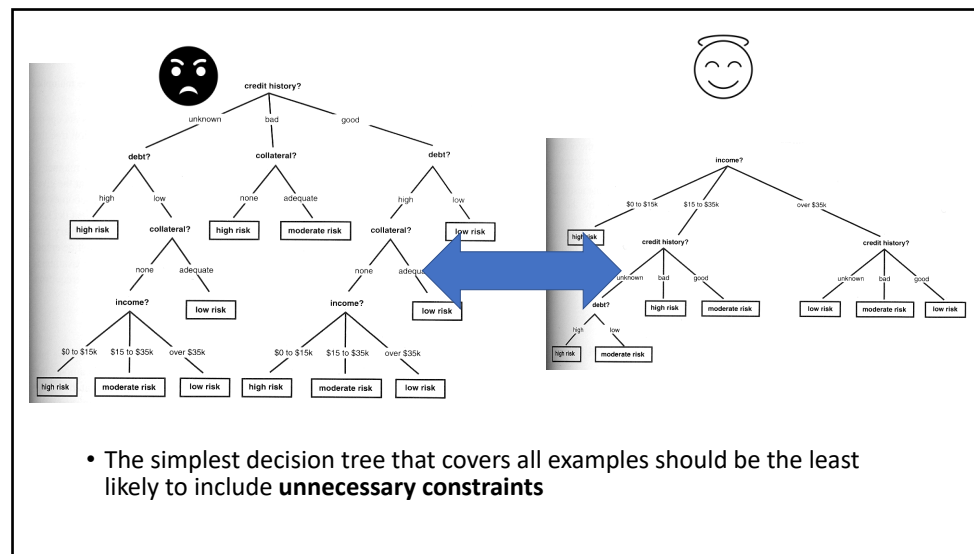 credit history?
unknown
bad
good
debt?
collateral?
debt?
high
low
none
adequate
high
low
high risk
collateral?
high risk
moderate risk
collateral?
low risk
none
adequate
none
income?
low risk
income?
low risk
$0 to $15k
$15 to $35k
over $35k
$0 to $15k
$15 to $35k
over $35k
high risk
moderate risk
low risk
high risk
moderate risk
low risk
income?
$0 to $15k
$15 to $35k
over $35k
high risk
credit history?
credit history?
unknown
bad
good
unknown
bad
good
debt?
high risk
moderate risk
low risk
moderate risk
low risk
high
low
high risk
moderate risk
• The simplest decision tree that covers all examples should be the least
likely to include unnecessary constraints